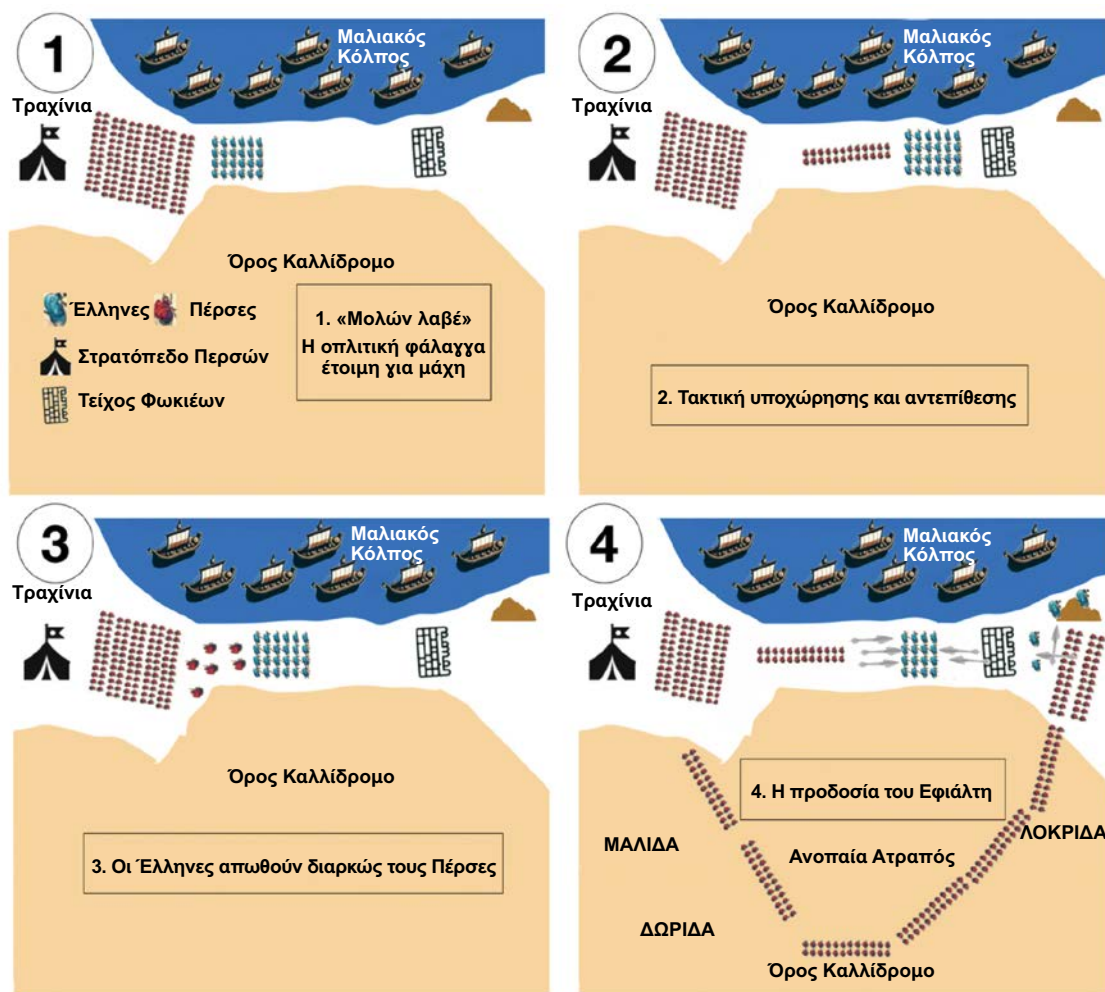 1
Μαλιακός
Κόλπος
Τραχίνια
Όρος Καλλίδρομο
Έλληνες
Πέρσες
Στρατόπεδο Περσών
Τείχος Φωκιέων
1. «Μολών λαβέ»
Η οπλιτική φάλαγγα
έτοιμη για μάχη
2
Μαλιακός
Κόλπος
Τραχίνια
Όρος Καλλίδρομο
2. Τακτική υποχώρησης και αντεπίθεσης
3
Μαλιακός
Κόλπος
Τραχίνια
Όρος Καλλίδρομο
3. Οι Έλληνες απωθούν διαρκώς τους Πέρσες
4
Μαλιακός
Κόλπος
Τραχίνια
4. Η προδοσία του Εφιάλτη
ΜΑΛΙΔΑ
ΛΟΚΡΙΔΑ
Ανοπαία Ατραπός
ΔΩΡΙΔΑ
Όρος Καλλίδρομο